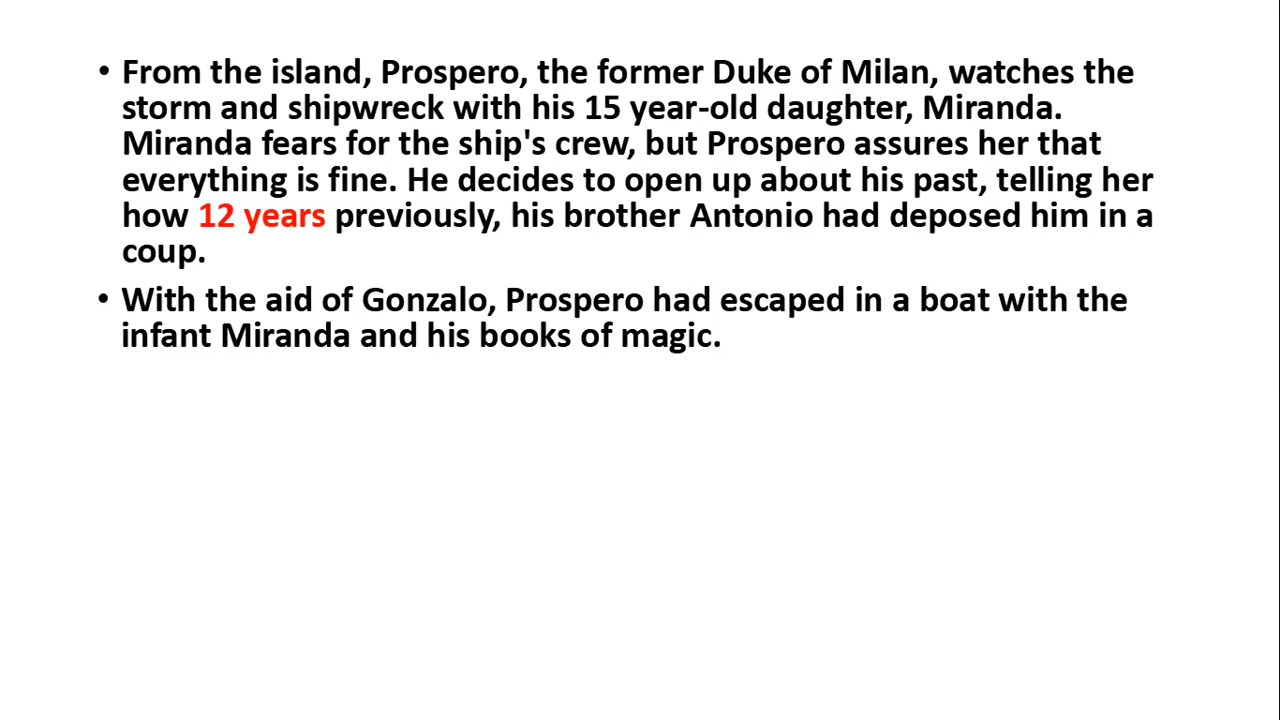 • From the island, Prospero, the former Duke of Milan, watches the
storm and shipwreck with his 15 year-old daughter, Miranda.
Miranda fears for the ship's crew, but Prospero assures her that
everything is fine. He decides to open up about his past, telling her
how 12 years previously, his brother Antonio had deposed him in a
coup.
• With the aid of Gonzalo, Prospero had escaped in a boat with the
infant Miranda and his books of magic.